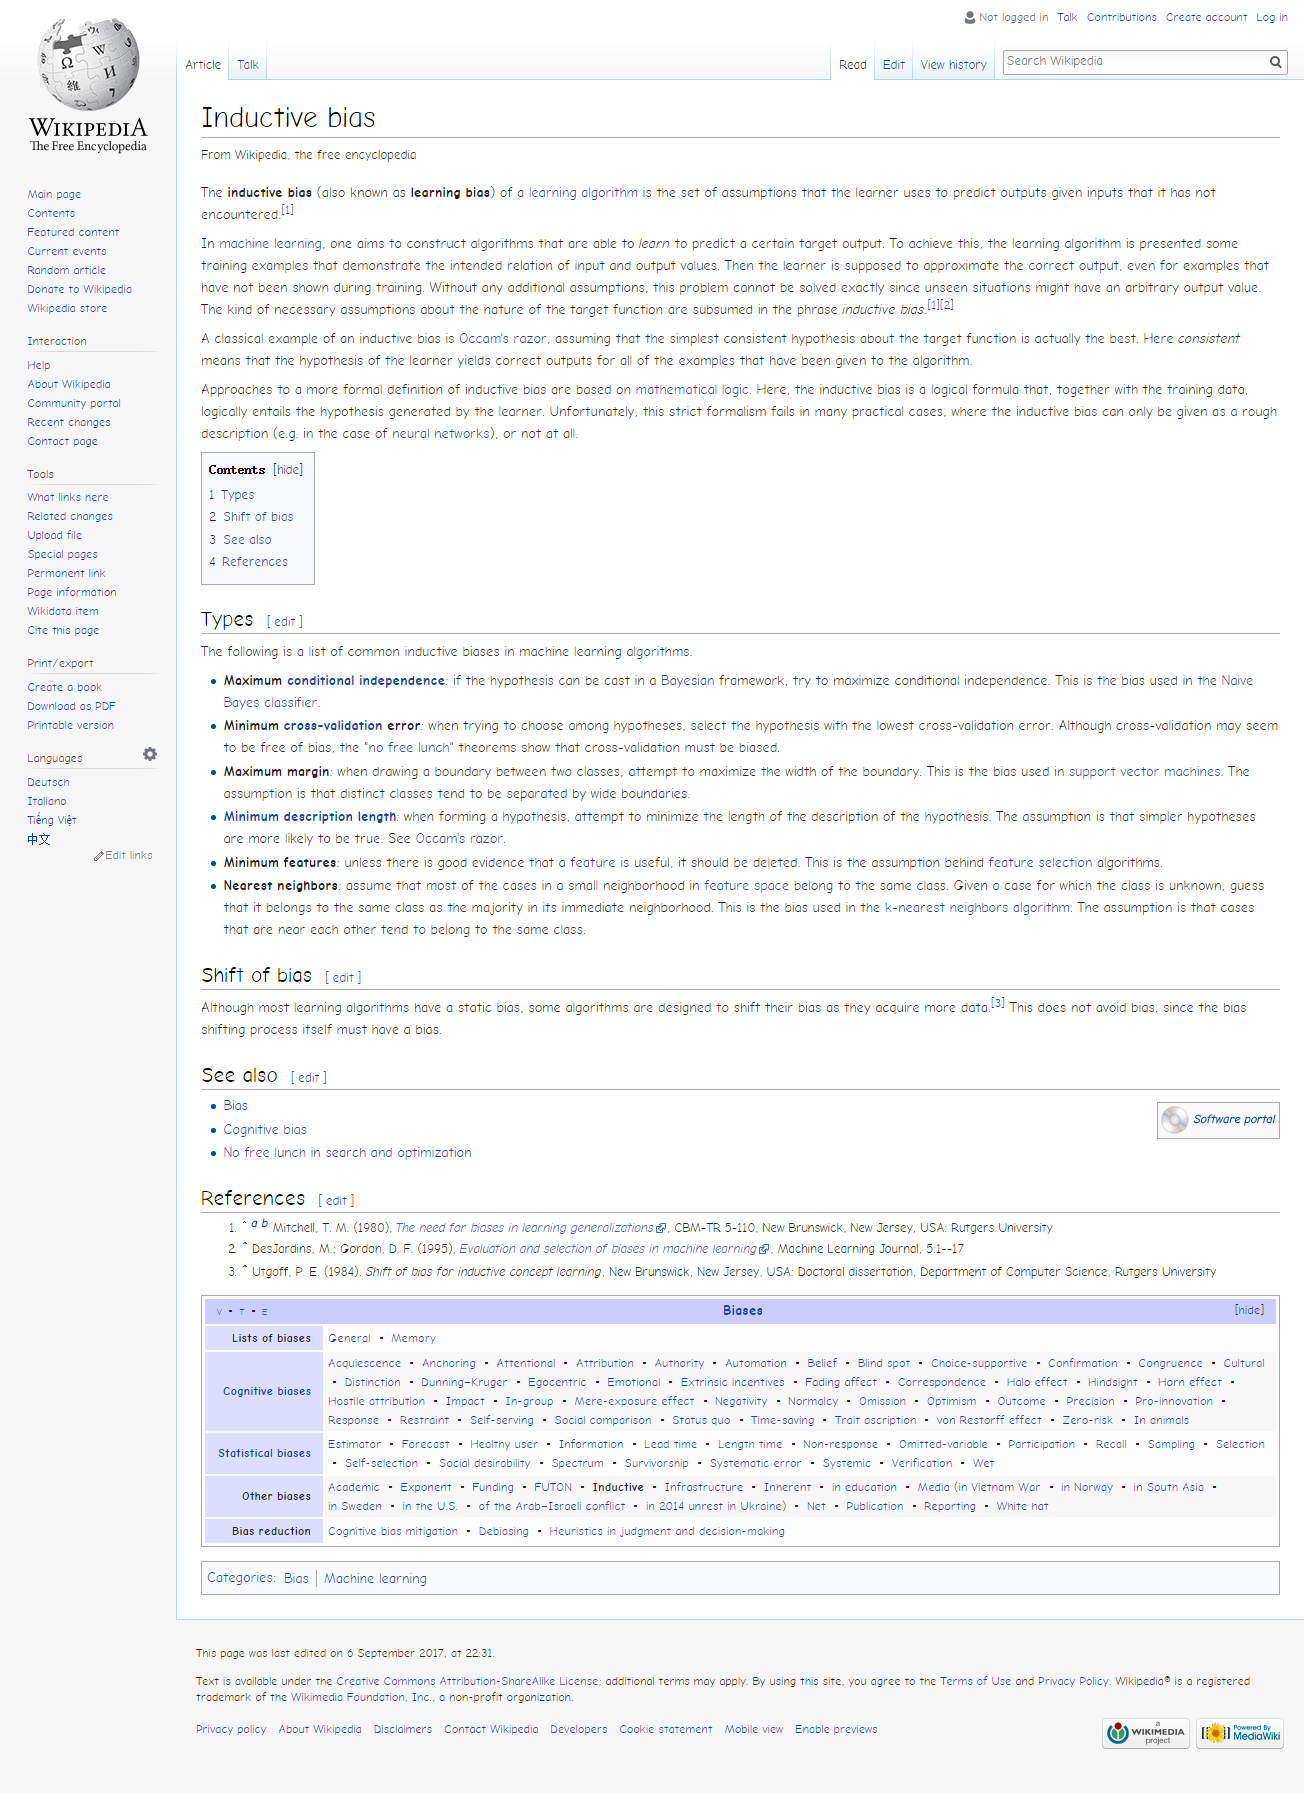 Not logged in Talk Contributions Create account Log in
Article Talk Read Edit View history Search Wikipedia
WIKIPEDIA
The Free Encyclopedia
Main page
Contents
Featured content
Current events
Random article
Donate to Wikipedia
Wikipedia store
Interaction
Help
About Wikipedia
Community portal
Recent changes
Contact page
Tools
What links here
Related changes
Upload file
Special pages
Permanent link
Page information
Wikidata item
Cite this page
Print/export
Create a book
Download as PDF
Printable version
Languages
Deutsch
Italiano
Tiếng Việt
中文
Edit links
Inductive bias
From Wikipedia, the free encyclopedia
The inductive bias (also known as learning bias) of a learning algorithm is the set of assumptions that the learner uses to predict outputs given inputs that it has not
encountered.[1]
In machine learning, one aims to construct algorithms that are able to learn to predict a certain target output. To achieve this, the learning algorithm is presented some
training examples that demonstrate the intended relation of input and output values. Then the learner is supposed to approximate the correct output, even for examples that
have not been shown during training. Without any additional assumptions, this problem cannot be solved exactly since unseen situations might have an arbitrary output value.
The kind of necessary assumptions about the nature of the target function are subsumed in the phrase inductive bias.[1][2]
A classical example of an inductive bias is Occam's razor, assuming that the simplest consistent hypothesis about the target function is actually the best. Here consistent
means that the hypothesis of the learner yields correct outputs for all of the examples that have been given to the algorithm.
Approaches to a more formal definition of inductive bias are based on mathematical logic. Here, the inductive bias is a logical formula that, together with the training data,
logically entails the hypothesis generated by the learner. Unfortunately, this strict formalism fails in many practical cases, where the inductive bias can only be given as a rough
description (e.g. in the case of neural networks), or not at all.
Contents [hide]
1 Types
2 Shift of bias
3 See also
4 References
Types [ edit ]
The following is a list of common inductive biases in machine learning algorithms.
• Maximum conditional independence: if the hypothesis can be cast in a Bayesian framework, try to maximize conditional independence. This is the bias used in the Naive
Bayes classifier.
• Minimum cross-validation error: when trying to choose among hypotheses, select the hypothesis with the lowest cross-validation error. Although cross-validation may seem
to be free of bias, the "no free lunch" theorems show that cross-validation must be biased.
• Maximum margin: when drawing a boundary between two classes, attempt to maximize the width of the boundary. This is the bias used in support vector machines. The
assumption is that distinct classes tend to be separated by wide boundaries.
• Minimum description length: when forming a hypothesis, attempt to minimize the length of the description of the hypothesis. The assumption is that simpler hypotheses
are more likely to be true. See Occam's razor.
• Minimum features: unless there is good evidence that a feature is useful, it should be deleted. This is the assumption behind feature selection algorithms.
• Nearest neighbors: assume that most of the cases in a small neighborhood in feature space belong to the same class. Given a case for which the class is unknown, guess
that it belongs to the same class as the majority in its immediate neighborhood. This is the bias used in the k-nearest neighbors algorithm. The assumption is that cases
that are near each other tend to belong to the same class.
Shift of bias [ edit ]
Although most learning algorithms have a static bias, some algorithms are designed to shift their bias as they acquire more data.[3] This does not avoid bias, since the bias
shifting process itself must have a bias.
See also [ edit ]
• Bias
• Cognitive bias
• No free lunch in search and optimization
Software portal
References [ edit ]
1. ^ a b Mitchell, T. M. (1980), The need for biases in learning generalizations, CBM-TR 5-110, New Brunswick, New Jersey, USA: Rutgers University
2. ^ DesJardins, M.; Gordon, D. F. (1995), Evaluation and selection of biases in machine learning, Machine Learning Journal, 5:1--17
3. ^ Utgoff, P. E. (1984), Shift of bias for inductive concept learning, New Brunswick, New Jersey, USA: Doctoral dissertation, Department of Computer Science, Rutgers University
V • T • E Biases [hide]
Lists of biases General • Memory
Acquiescence • Anchoring • Attentional • Attribution • Authority • Automation • Belief • Blind spot • Choice-supportive • Confirmation • Congruence • Cultural
• Distinction • Dunning–Kruger • Egocentric • Emotional • Extrinsic incentives • Fading affect • Correspondence • Halo effect • Hindsight • Horn effect •
Cognitive biases
Hostile attribution • Impact • In-group • Mere-exposure effect • Negativity • Normalcy • Omission • Optimism • Outcome • Precision • Pro-innovation •
Response • Restraint • Self-serving • Social comparison • Status quo • Time-saving • Trait ascription • von Restorff effect • Zero-risk • In animals
Statistical biases
Estimator • Forecast • Healthy user • Information • Lead time • Length time • Non-response • Omitted-variable • Participation • Recall • Sampling • Selection
• Self-selection • Social desirability • Spectrum • Survivorship • Systematic error • Systemic • Verification • Wet
Other biases
Academic • Exponent • Funding • FUTON • Inductive • Infrastructure • Inherent • in education • Media (in Vietnam War • in Norway • in South Asia •
in Sweden • in the U.S. • of the Arab–Israeli conflict • in 2014 unrest in Ukraine) • Net • Publication • Reporting • White hat
Bias reduction Cognitive bias mitigation • Debiasing • Heuristics in judgment and decision-making
Categories: Bias | Machine learning
This page was last edited on 6 September 2017, at 22:31.
Text is available under the Creative Commons Attribution-ShareAlike License; additional terms may apply. By using this site, you agree to the Terms of Use and Privacy Policy. Wikipedia® is a registered
trademark of the Wikimedia Foundation, Inc., a non-profit organization.
Privacy policy About Wikipedia Disclaimers Contact Wikipedia Developers Cookie statement Mobile view Enable previews
a WIKIMEDIA project
Powered By MediaWiki